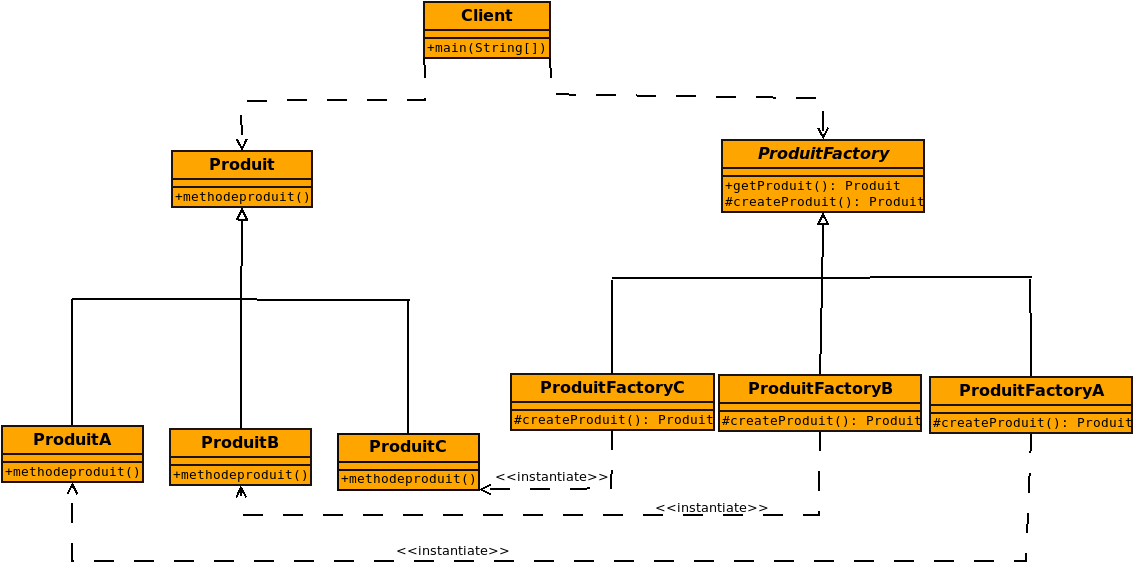 Client
+main(String[])
Produit
+methodeproduit()
ProduitFactory
+getProduit(): Produit
#createProduit(): Produit
ProduitFactoryC
#createProduit(): Produit
ProduitFactoryB
#createProduit(): Produit
ProduitFactoryA
#createProduit(): Produit
ProduitA
+methodeproduit()
ProduitB
+methodeproduit()
ProduitC
+methodeproduit()
<<instantiate>>
<<instantiate>>
<<instantiate>>